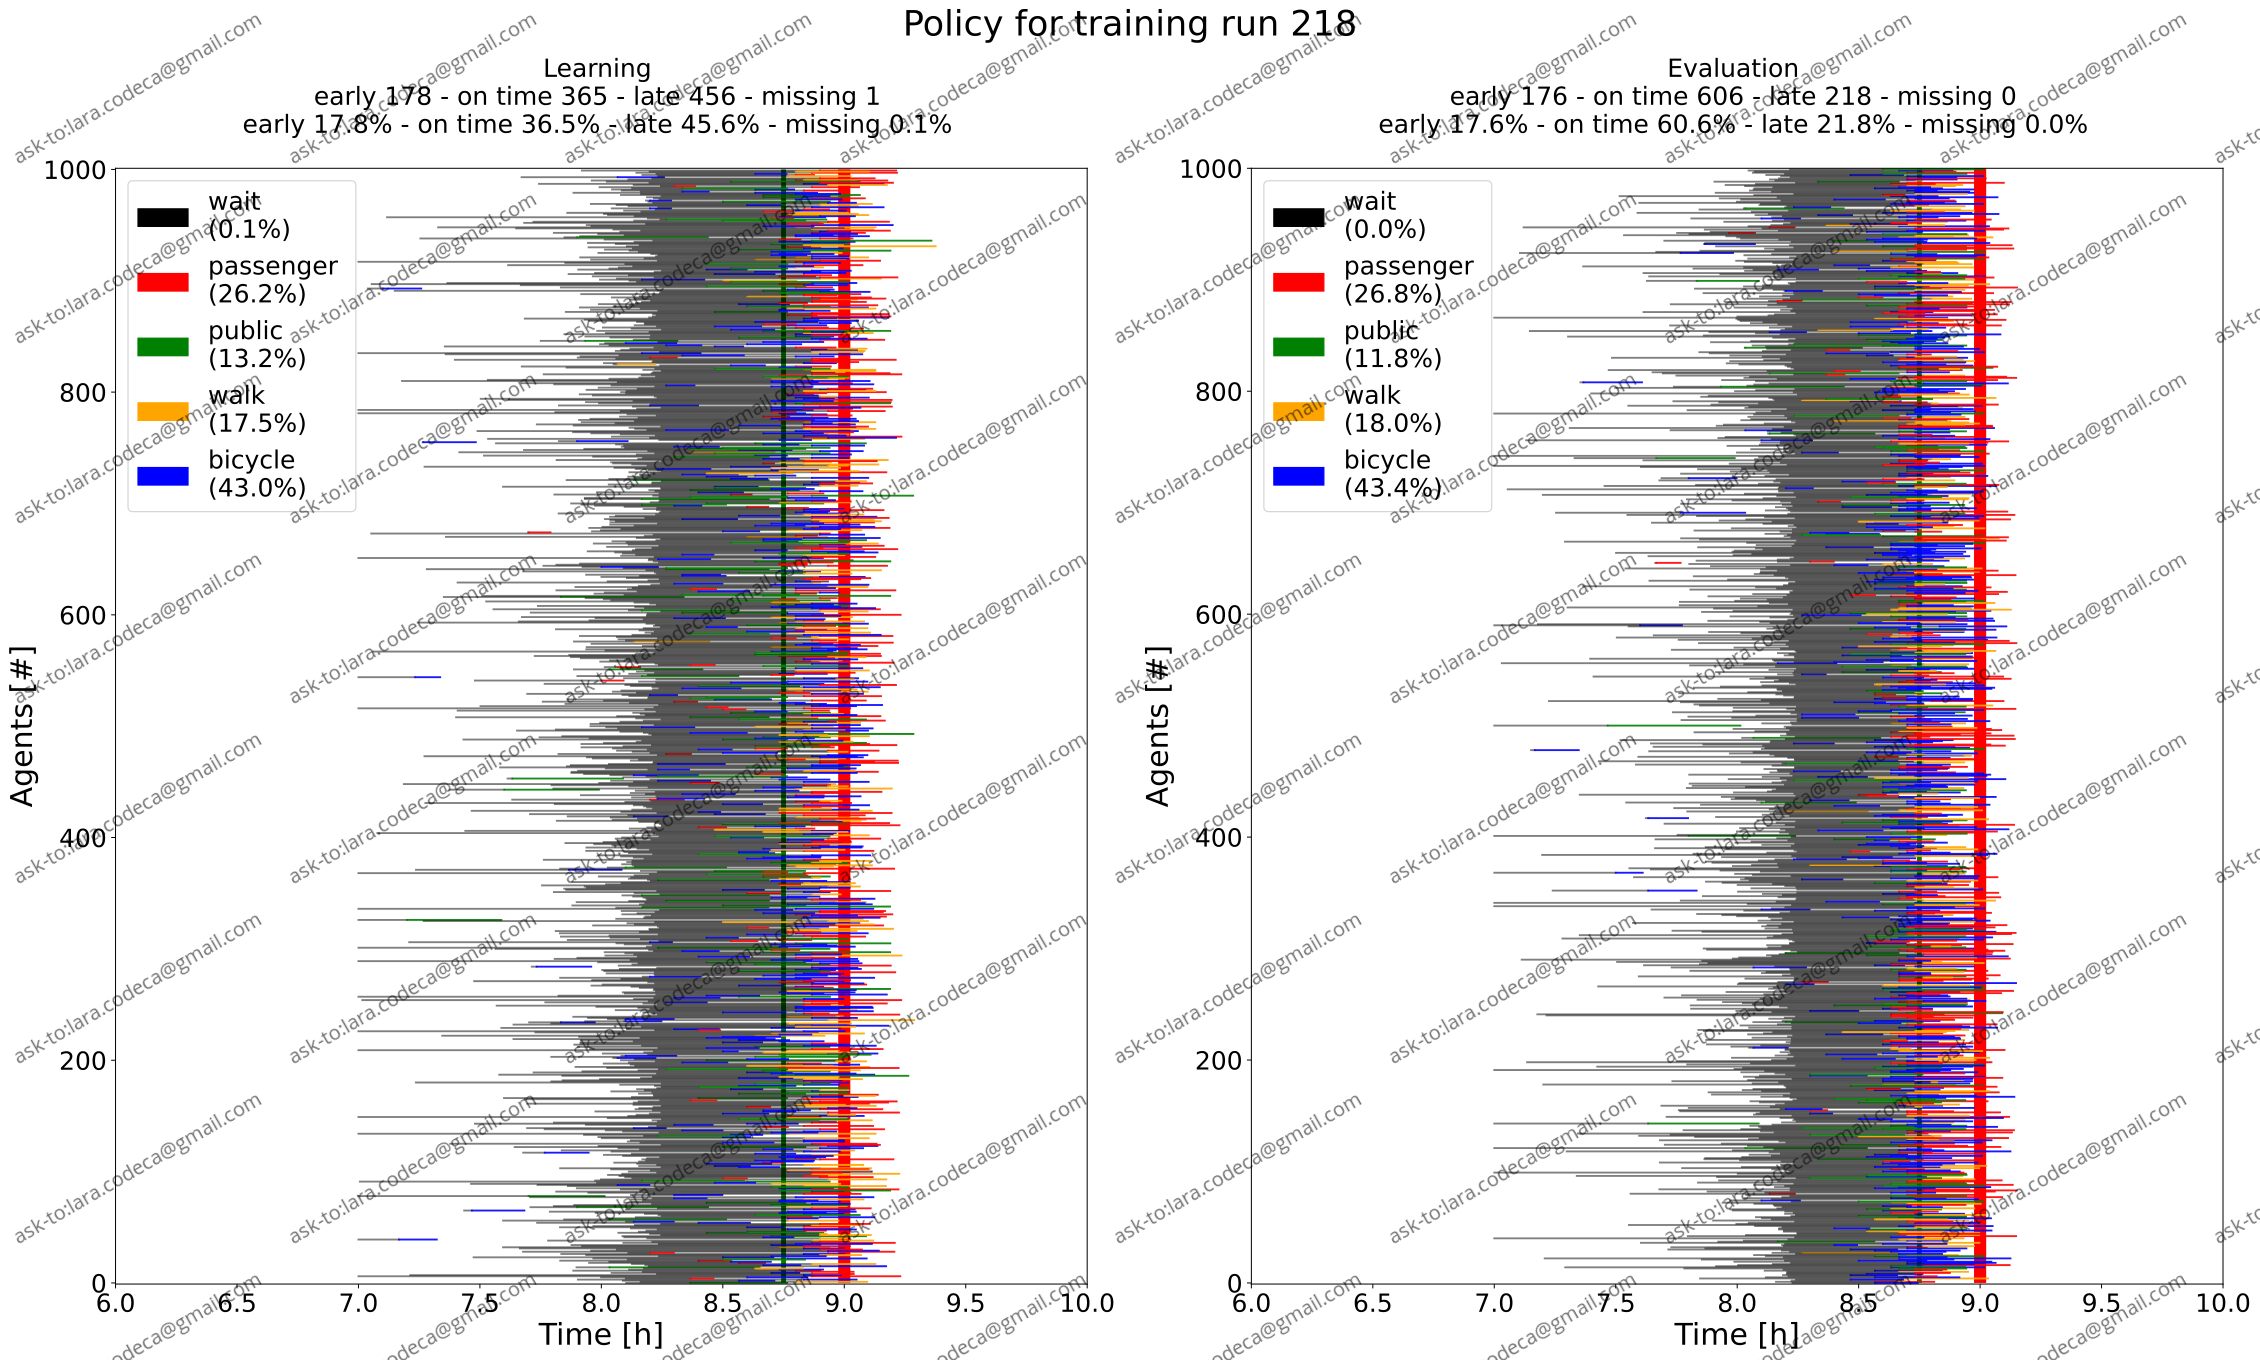 Policy for training run 218
Learning
early 178 - on time 365 - late 456 - missing 1
early 17.8% - on time 36.5% - late 45.6% - missing 0.1%
wait
(0.1%)
passenger
(26.2%)
public
(13.2%)
walk
(17.5%)
bicycle
(43.0%)
Agents [#]
1000
800
600
400
200
0
6.0 6.5 7.0 7.5 8.0 8.5 9.0 9.5 10.0
Time [h]
Evaluation
early 176 - on time 606 - late 218 - missing 0
early 17.6% - on time 60.6% - late 21.8% - missing 0.0%
wait
(0.0%)
passenger
(26.8%)
public
(11.8%)
walk
(18.0%)
bicycle
(43.4%)
Agents [#]
1000
800
600
400
200
0
6.0 6.5 7.0 7.5 8.0 8.5 9.0 9.5 10.0
Time [h]
ask-to:lara.codeca@gmail.com